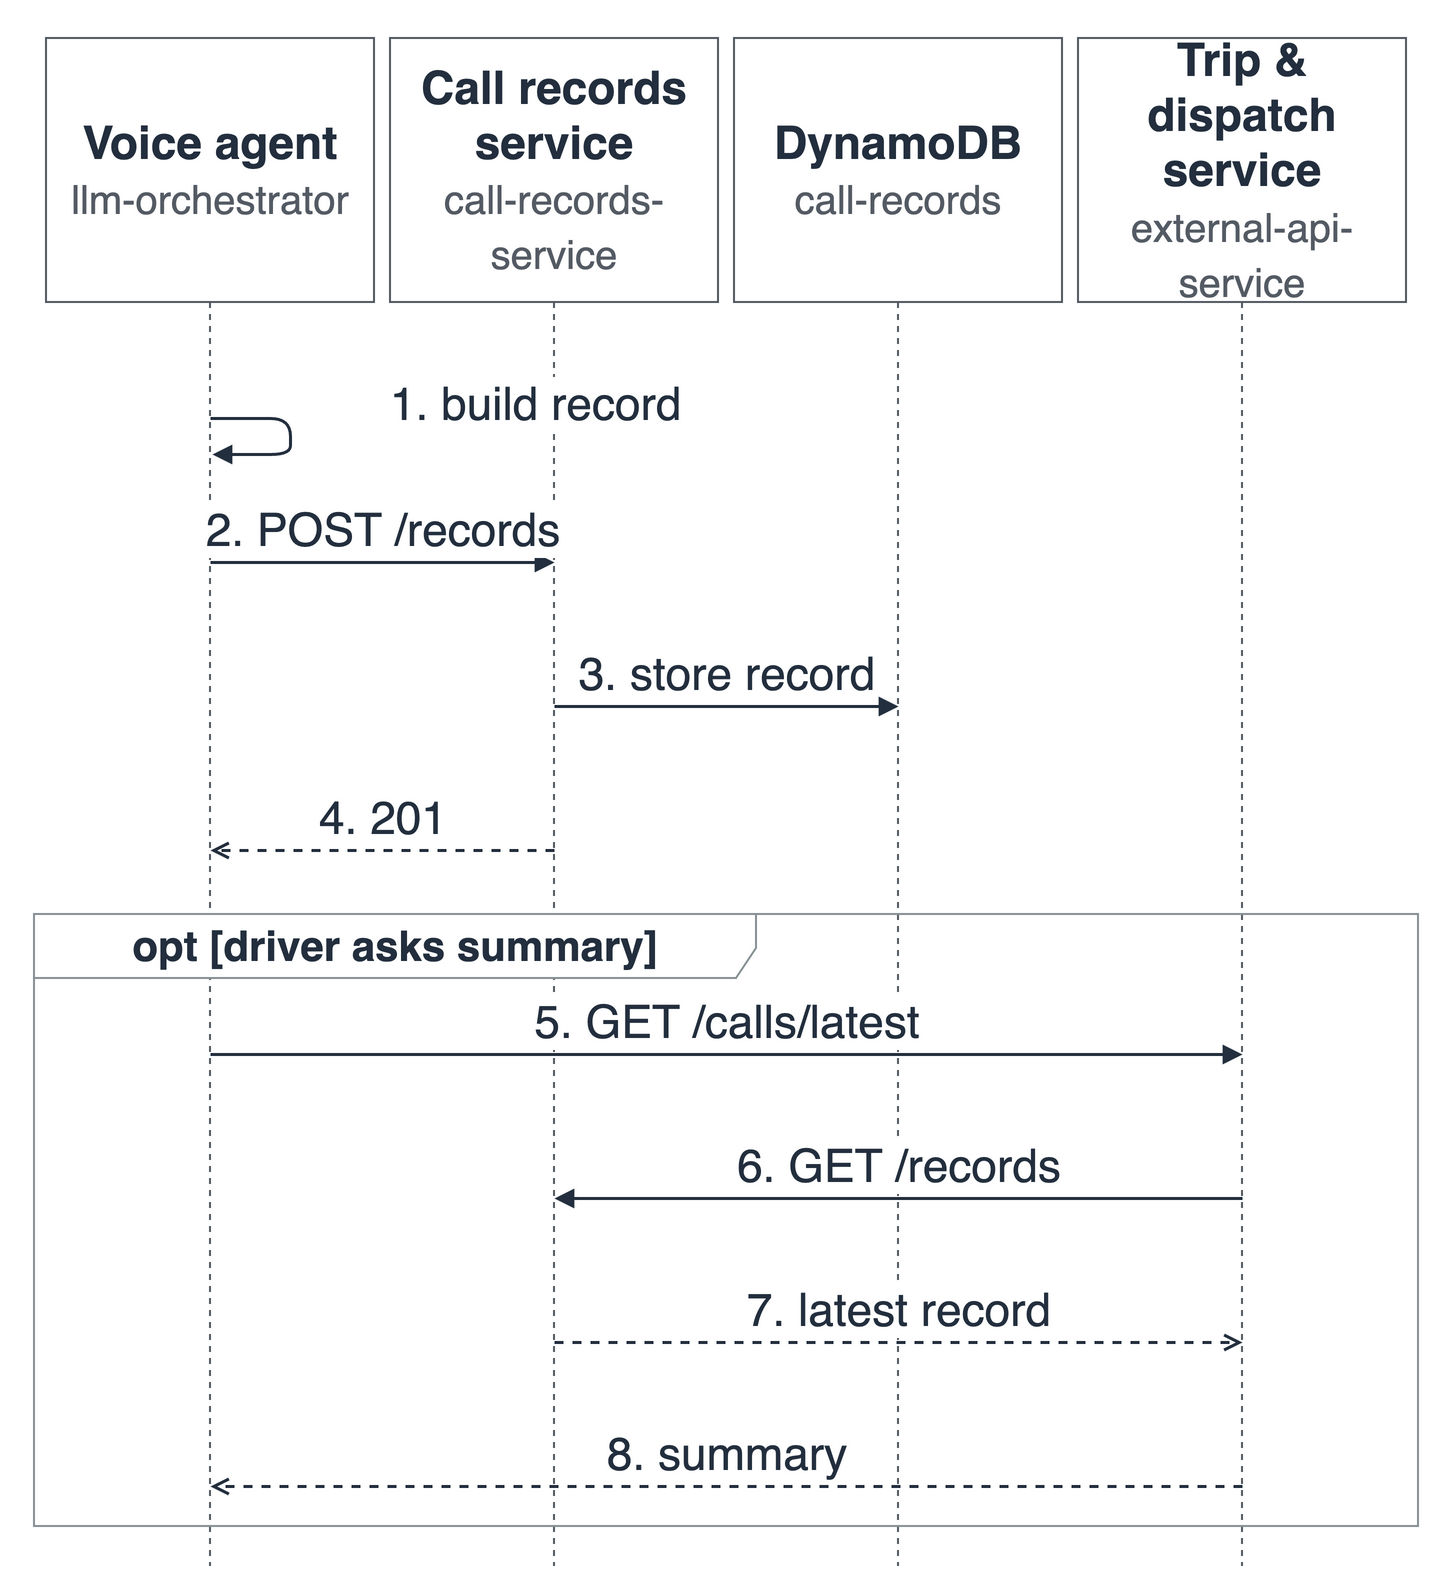 Voice agent
llm-orchestrator
Call records
service
call-records-
service
DynamoDB
call-records
Trip &
dispatch
service
external-api-
service
1. build record
2. POST /records
3. store record
4. 201
opt [driver asks summary]
5. GET /calls/latest
6. GET /records
7. latest record
8. summary